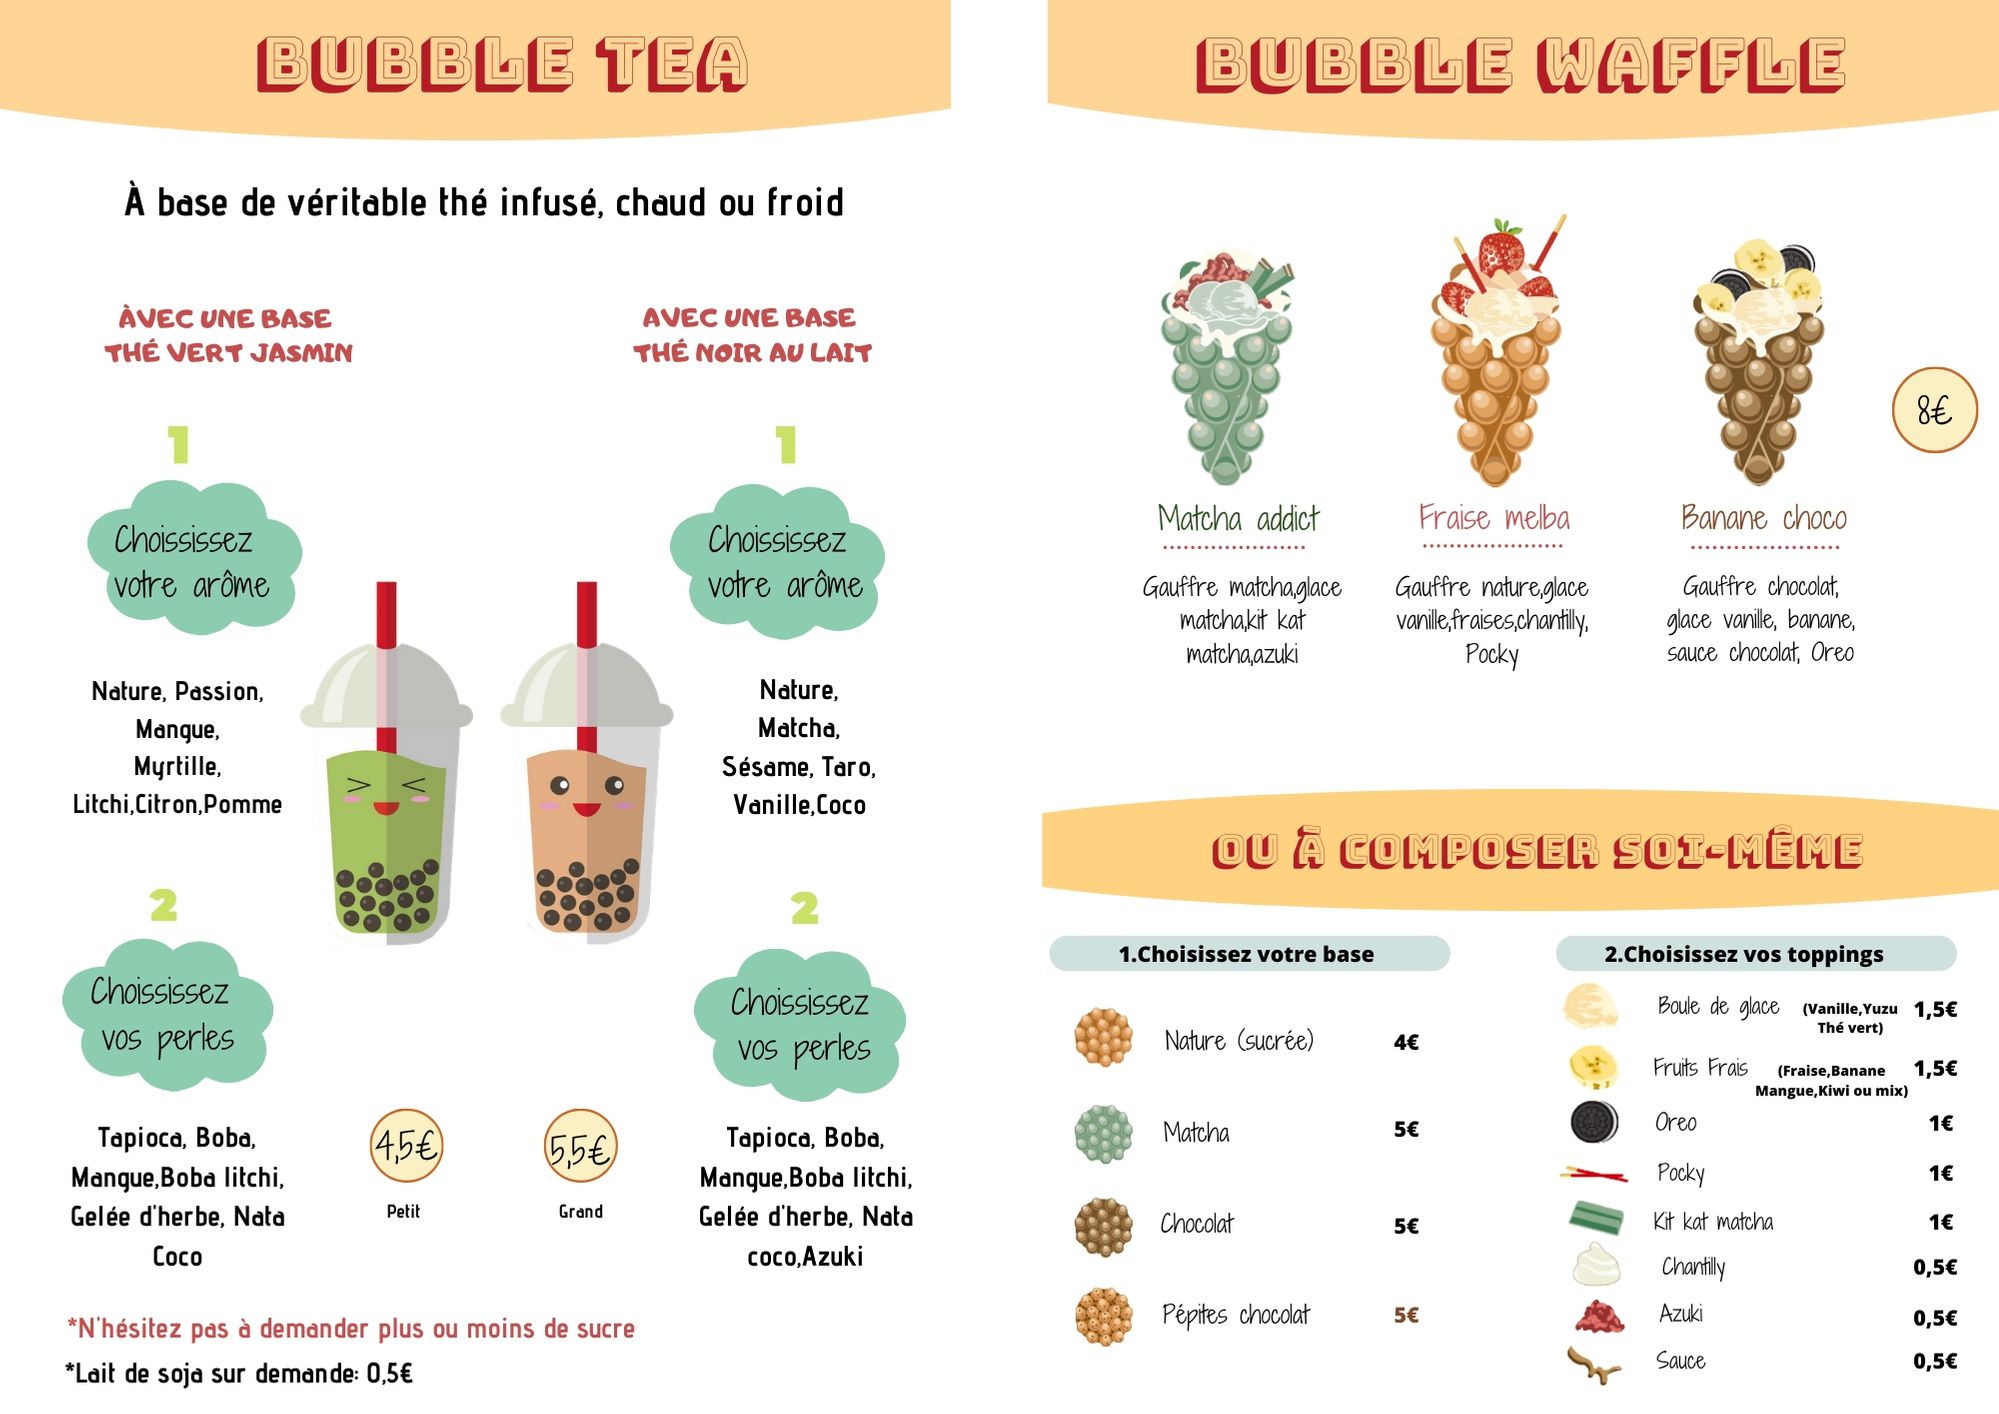 BUBBLE TEA
À base de véritable thé infusé, chaud ou froid
ÀVEC UNE BASE
THÉ VERT JASMIN
1
Choississez
votre arôme
Nature, Passion,
Mangue,
Myrtille,
Litchi,Citron,Pomme
2
Choississez
vos perles
Tapioca, Boba,
Mangue,Boba litchi,
Gelée d'herbe, Nata
Coco
AVEC UNE BASE
THÉ NOIR AU LAIT
1
Choississez
votre arôme
Nature,
Matcha,
Sésame, Taro,
Vanille,Coco
2
Choississez
vos perles
Tapioca, Boba,
Mangue,Boba litchi,
Gelée d'herbe, Nata
coco,Azuki
4,5€
Petit
5,5€
Grand
*N'hésitez pas à demander plus ou moins de sucre
*Lait de soja sur demande: 0,5€
BUBBLE WAFFLE
Matcha addict
Gauffre matcha,glace
matcha,kit kat
matcha,azuki
Fraise melba
Gauffre nature,glace
vanille,fraises,chantilly,
Pocky
Banane choco
Gauffre chocolat,
glace vanille, banane,
sauce chocolat, Oreo
8€
OU À COMPOSER SOI-MÊME
1.Choisissez votre base
Nature (sucrée) 4€
Matcha 5€
Chocolat 5€
Pépites chocolat 5€
2.Choisissez vos toppings
Boule de glace (Vanille,Yuzu 1,5€
Thé vert)
Fruits Frais (Fraise,Banane 1,5€
Mangue,Kiwi ou mix)
Oreo 1€
Pocky 1€
Kit kat matcha 1€
Chantilly 0,5€
Azuki 0,5€
Sauce 0,5€